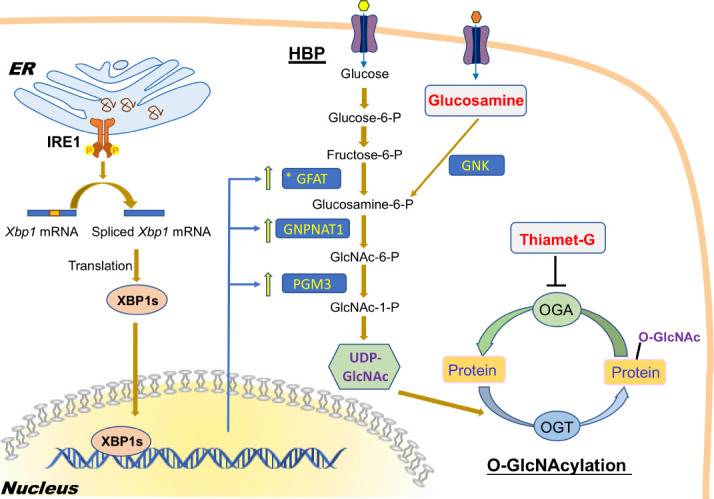 ER
IRE1
P
P
Xbp1 mRNA
Spliced Xbp1 mRNA
Translation
XBP1s
XBP1s
Nucleus
HBP
Glucose
Glucose-6-P
Fructose-6-P
Glucosamine-6-P
GlcNAc-6-P
GlcNAc-1-P
UDP-
GlcNAc
* GFAT
GNPNAT1
PGM3
Glucosamine
GNK
Thiamet-G
OGA
O-GlcNAc
Protein
Protein
OGT
O-GlcNAcylation